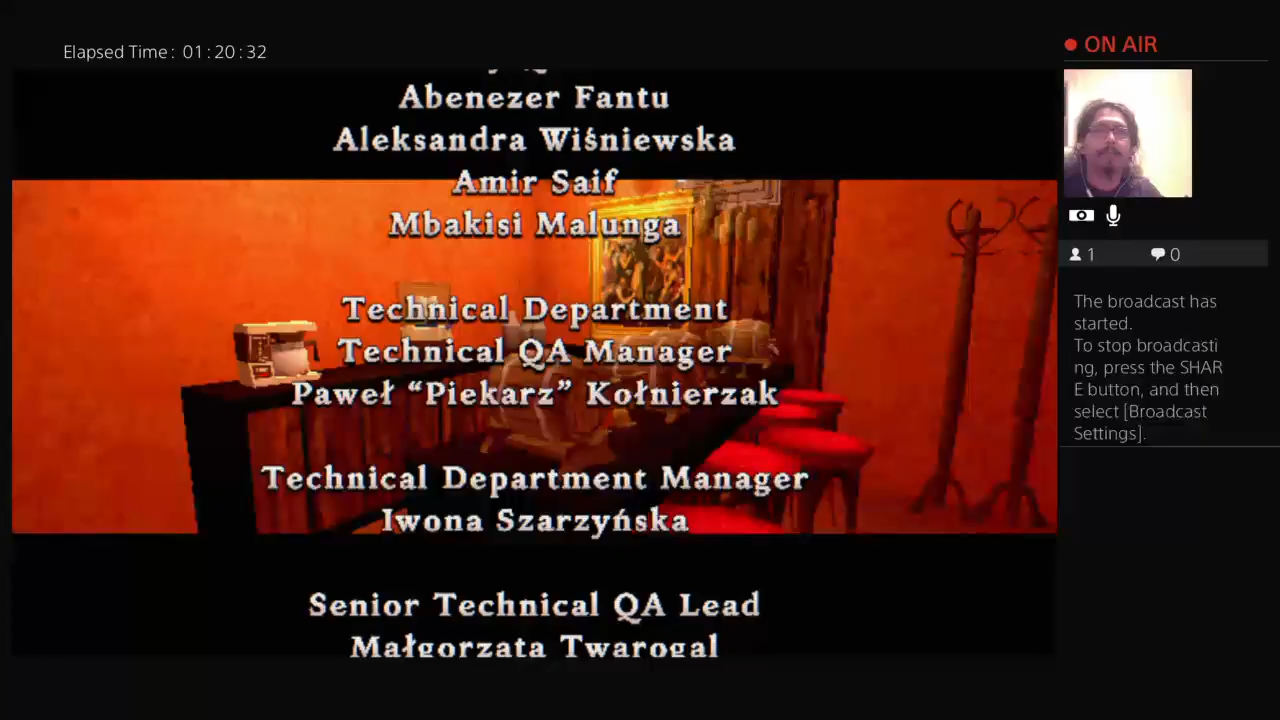 Elapsed Time: 01:20:32
ON AIR
Abenezer Fantu
Aleksandra Wiśniewska
Amir Saif
Mbakisi Malunga
Technical Department
Technical QA Manager
Paweł “Piekarz” Kołnierzak
Technical Department Manager
Iwona Szarzyńska
Senior Technical QA Lead
Małgorzata Twarogal
1
0
The broadcast has
started.
To stop broadcasti
ng, press the SHAR
E button, and then
select [Broadcast
Settings].